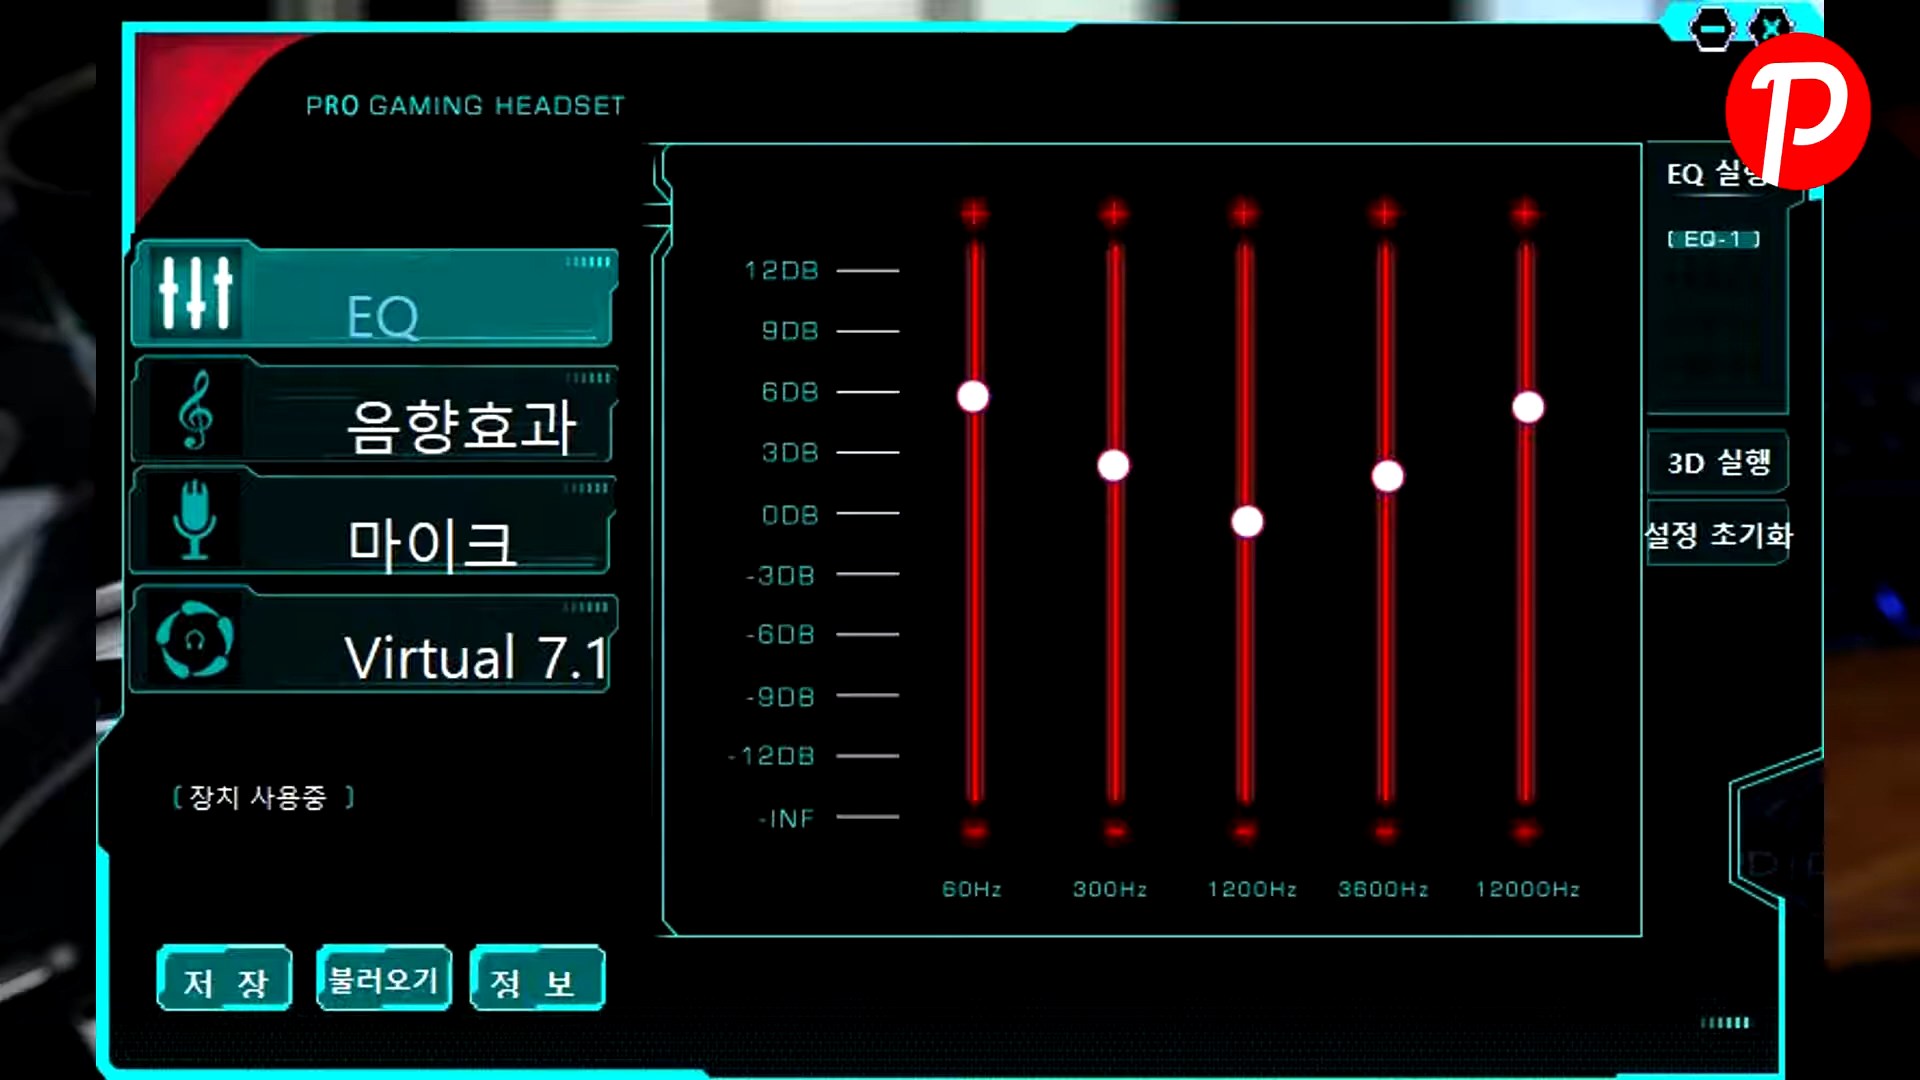 PRO GAMING HEADSET
EQ
음향효과
마이크
Virtual 7.1
[ 장치 사용중 ]
저 장
불러오기
정 보
12DB
9DB
6DB
3DB
0DB
-3DB
-6DB
-9DB
-12DB
-INF
60Hz
300Hz
1200Hz
3600Hz
12000Hz
EQ 실행
[ EQ-1 ]
3D 실행
설정 초기화
P